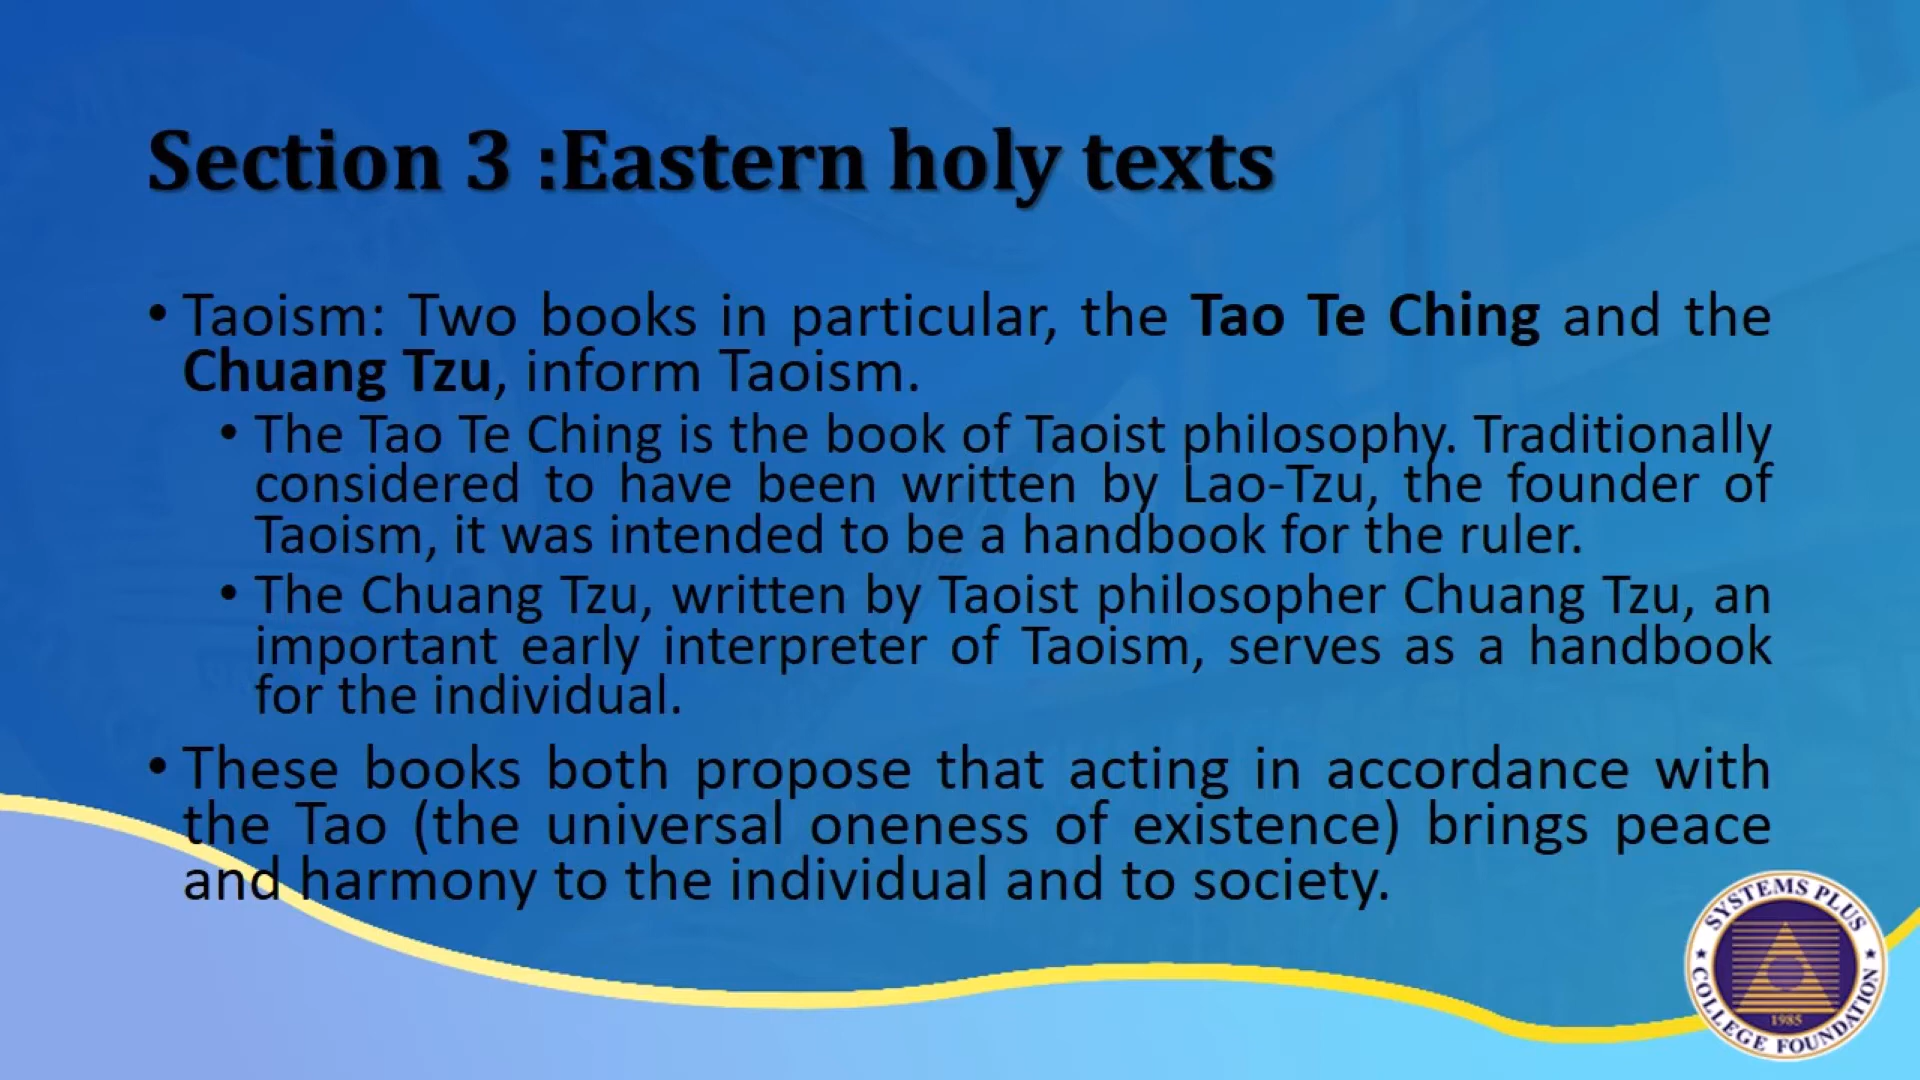 Section 3 :Eastern holy texts
• Taoism: Two books in particular, the Tao Te Ching and the
Chuang Tzu, inform Taoism.
• The Tao Te Ching is the book of Taoist philosophy. Traditionally
considered to have been written by Lao-Tzu, the founder of
Taoism, it was intended to be a handbook for the ruler.
• The Chuang Tzu, written by Taoist philosopher Chuang Tzu, an
important early interpreter of Taoism, serves as a handbook
for the individual.
• These books both propose that acting in accordance with
the Tao (the universal oneness of existence) brings peace
and harmony to the individual and to society.
SYSTEMS PLUS
COLLEGE FOUNDATION
1985